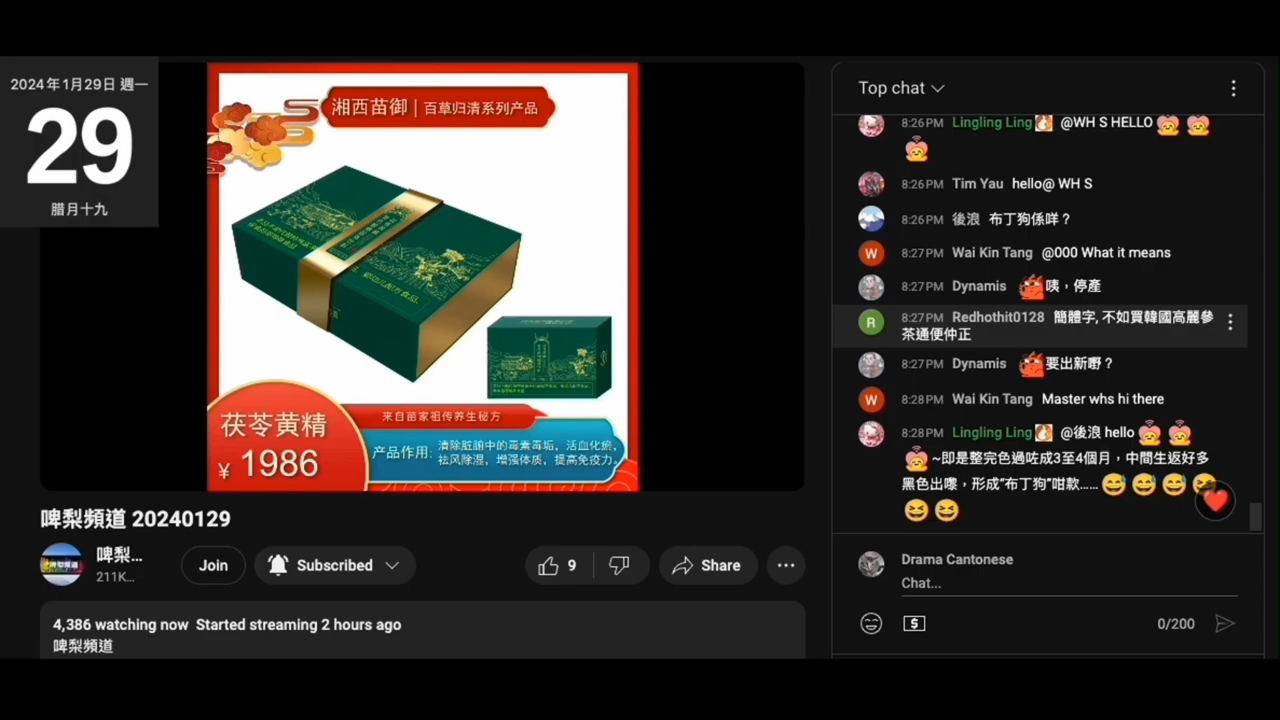 2024年1月29日 週一
29
腊月十九
湘西苗御 | 百草归清系列产品
茯苓黄精
¥ 1986
来自苗家祖传养生秘方
产品作用: 清除脏腑中的毒素毒垢，活血化瘀，
祛风除湿，增强体质，提高免疫力。
啤梨頻道 20240129
啤梨...
211K...
Join
Subscribed
9
Share
4,386 watching now Started streaming 2 hours ago
啤梨頻道
Top chat
8:26PM Lingling Ling @WH S HELLO
8:26PM Tim Yau hello@ WH S
8:26PM 後浪 布丁狗係咩？
8:27PM Wai Kin Tang @000 What it means
8:27PM Dynamis 咦，停產
8:27PM Redhothit0128 簡體字, 不如買韓國高麗參
茶通便仲正
8:27PM Dynamis 要出新嘢？
8:28PM Wai Kin Tang Master whs hi there
8:28PM Lingling Ling @後浪 hello
~即是整完色過咗成3至4個月，中間生返好多
黑色出嚟，形成“布丁狗”咁款......
Drama Cantonese
Chat...
0/200